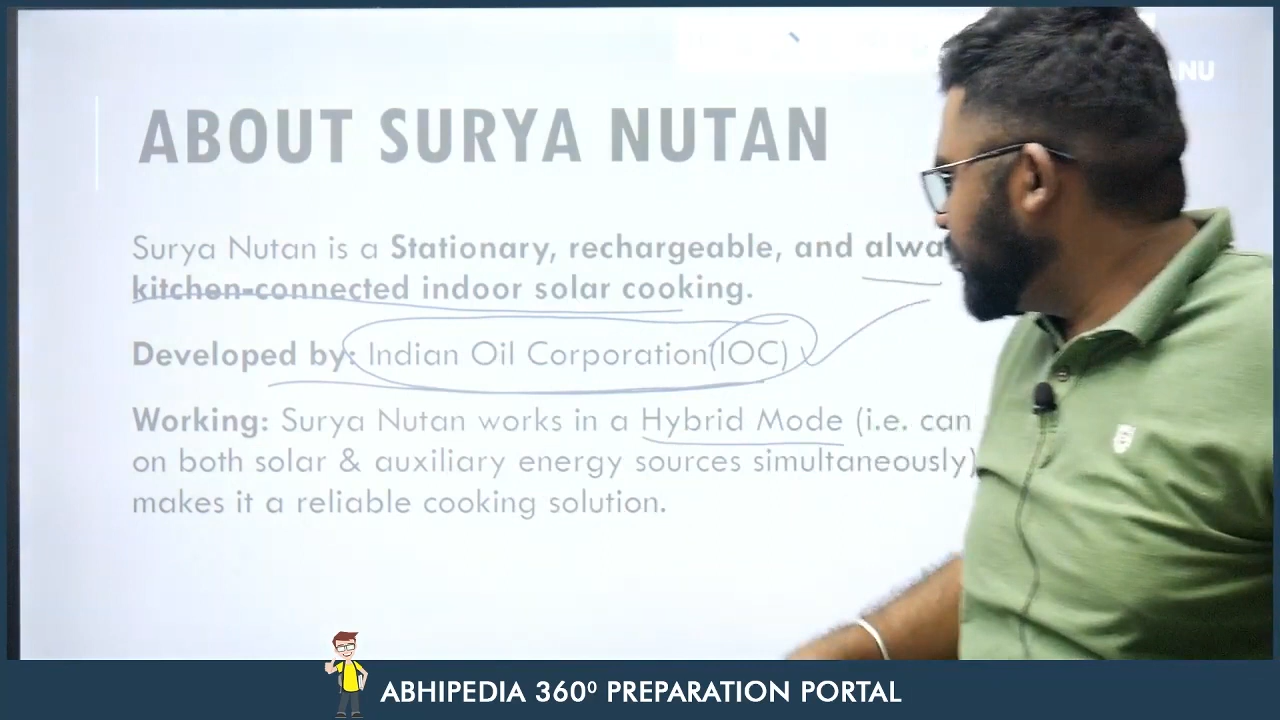 ABOUT SURYA NUTAN
Surya Nutan is a Stationary, rechargeable, and
kitchen-connected indoor solar cooking.
Developed by: Indian Oil Corporation(IOC)
Working: Surya Nutan works in a Hybrid Mode (i.e. can
on both solar & auxiliary energy sources simultaneously)
makes it a reliable cooking solution.
ABHIPEDIA 360⁰ PREPARATION PORTAL